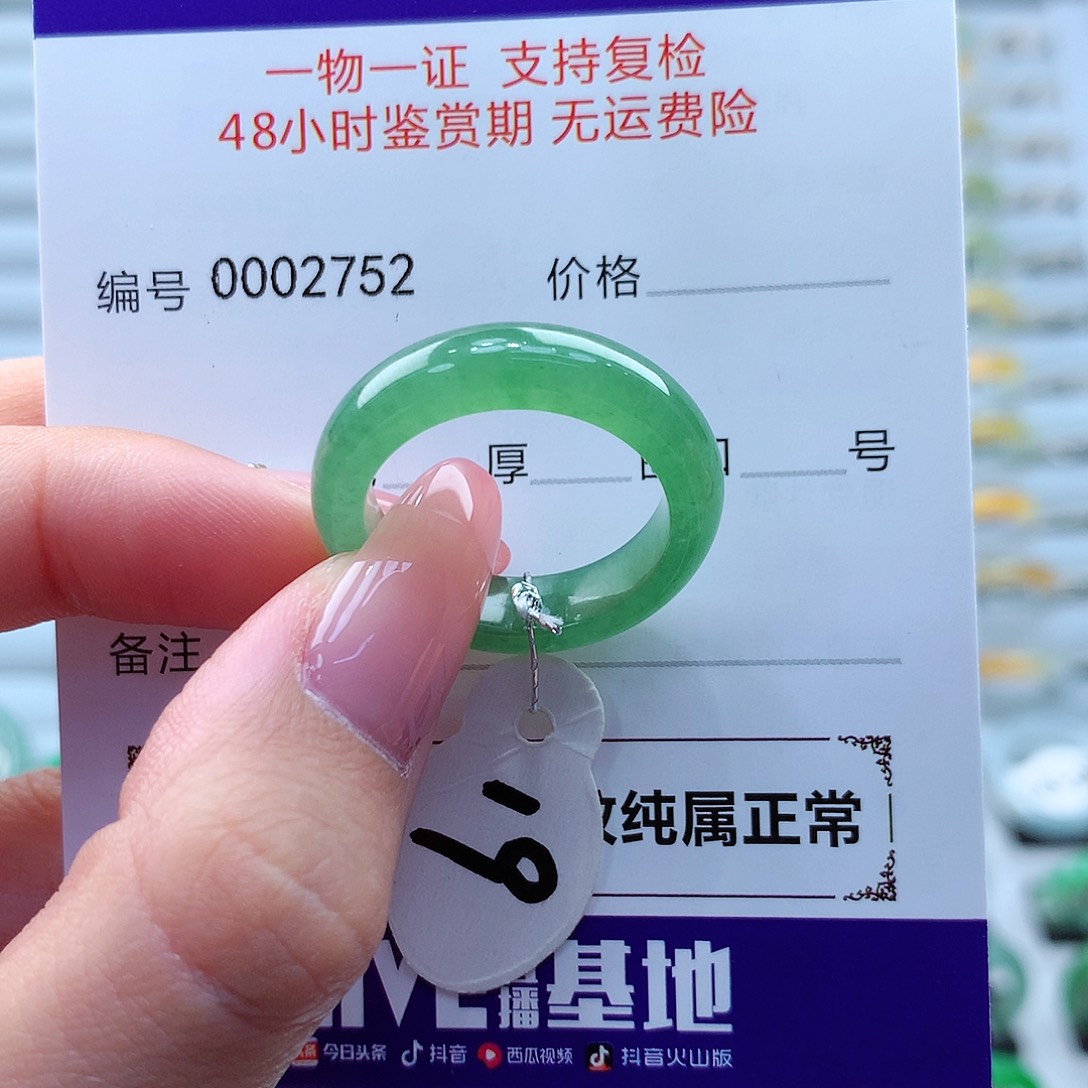 一物一证 支持复检
48小时鉴赏期 无运费险
编号 0002752 价格
厚 号
备注
纯属正常
19
直播基地
今日头条 抖音 西瓜视频 抖音火山版